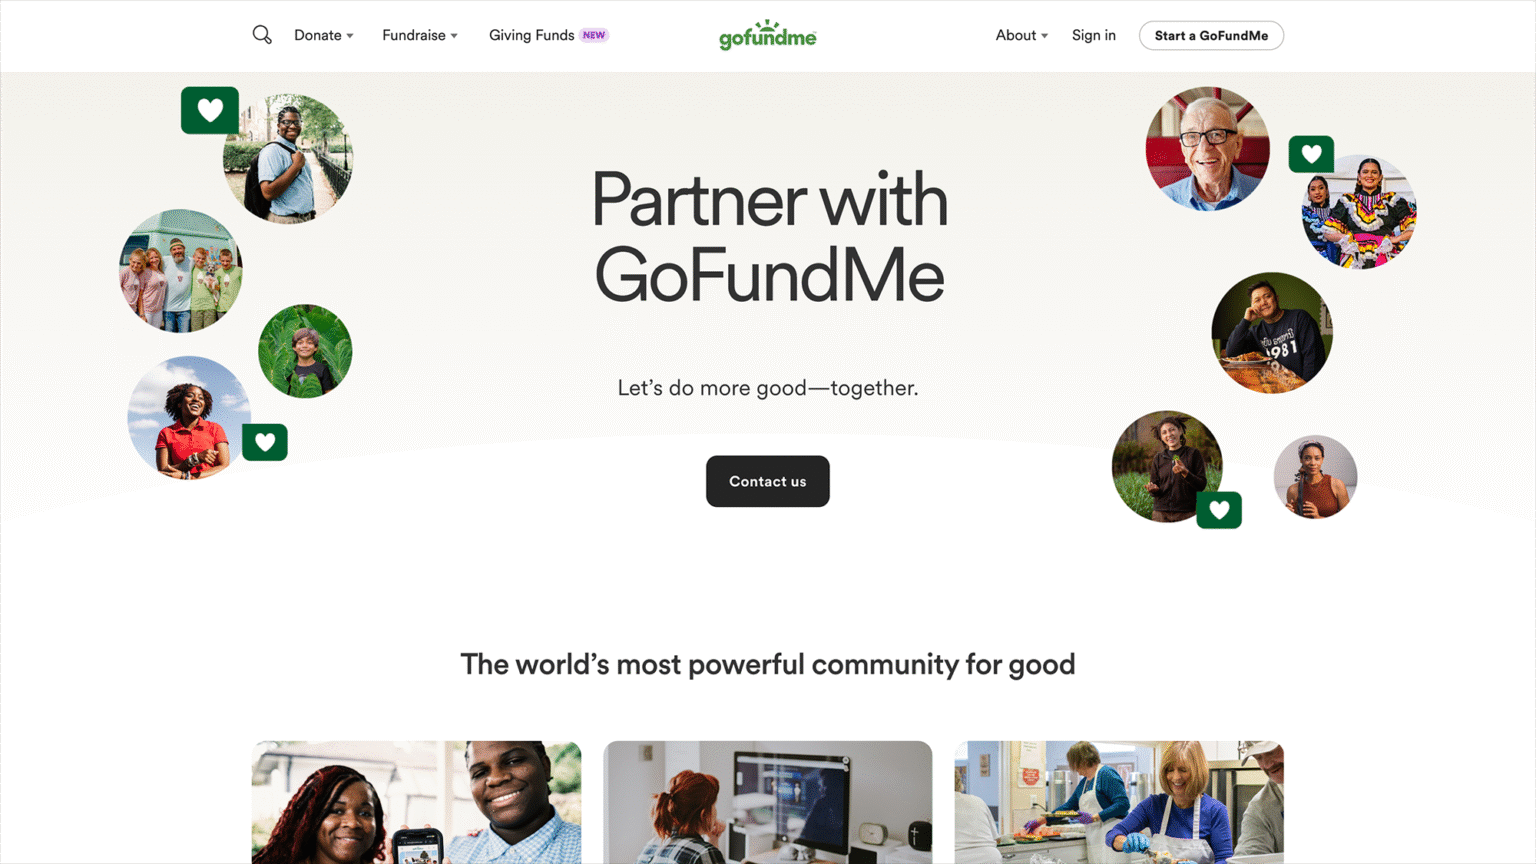 Donate
Fundraise
Giving Funds NEW
gofundme
About
Sign in
Start a GoFundMe
Partner with
GoFundMe
Let’s do more good—together.
Contact us
1981
The world’s most powerful community for good